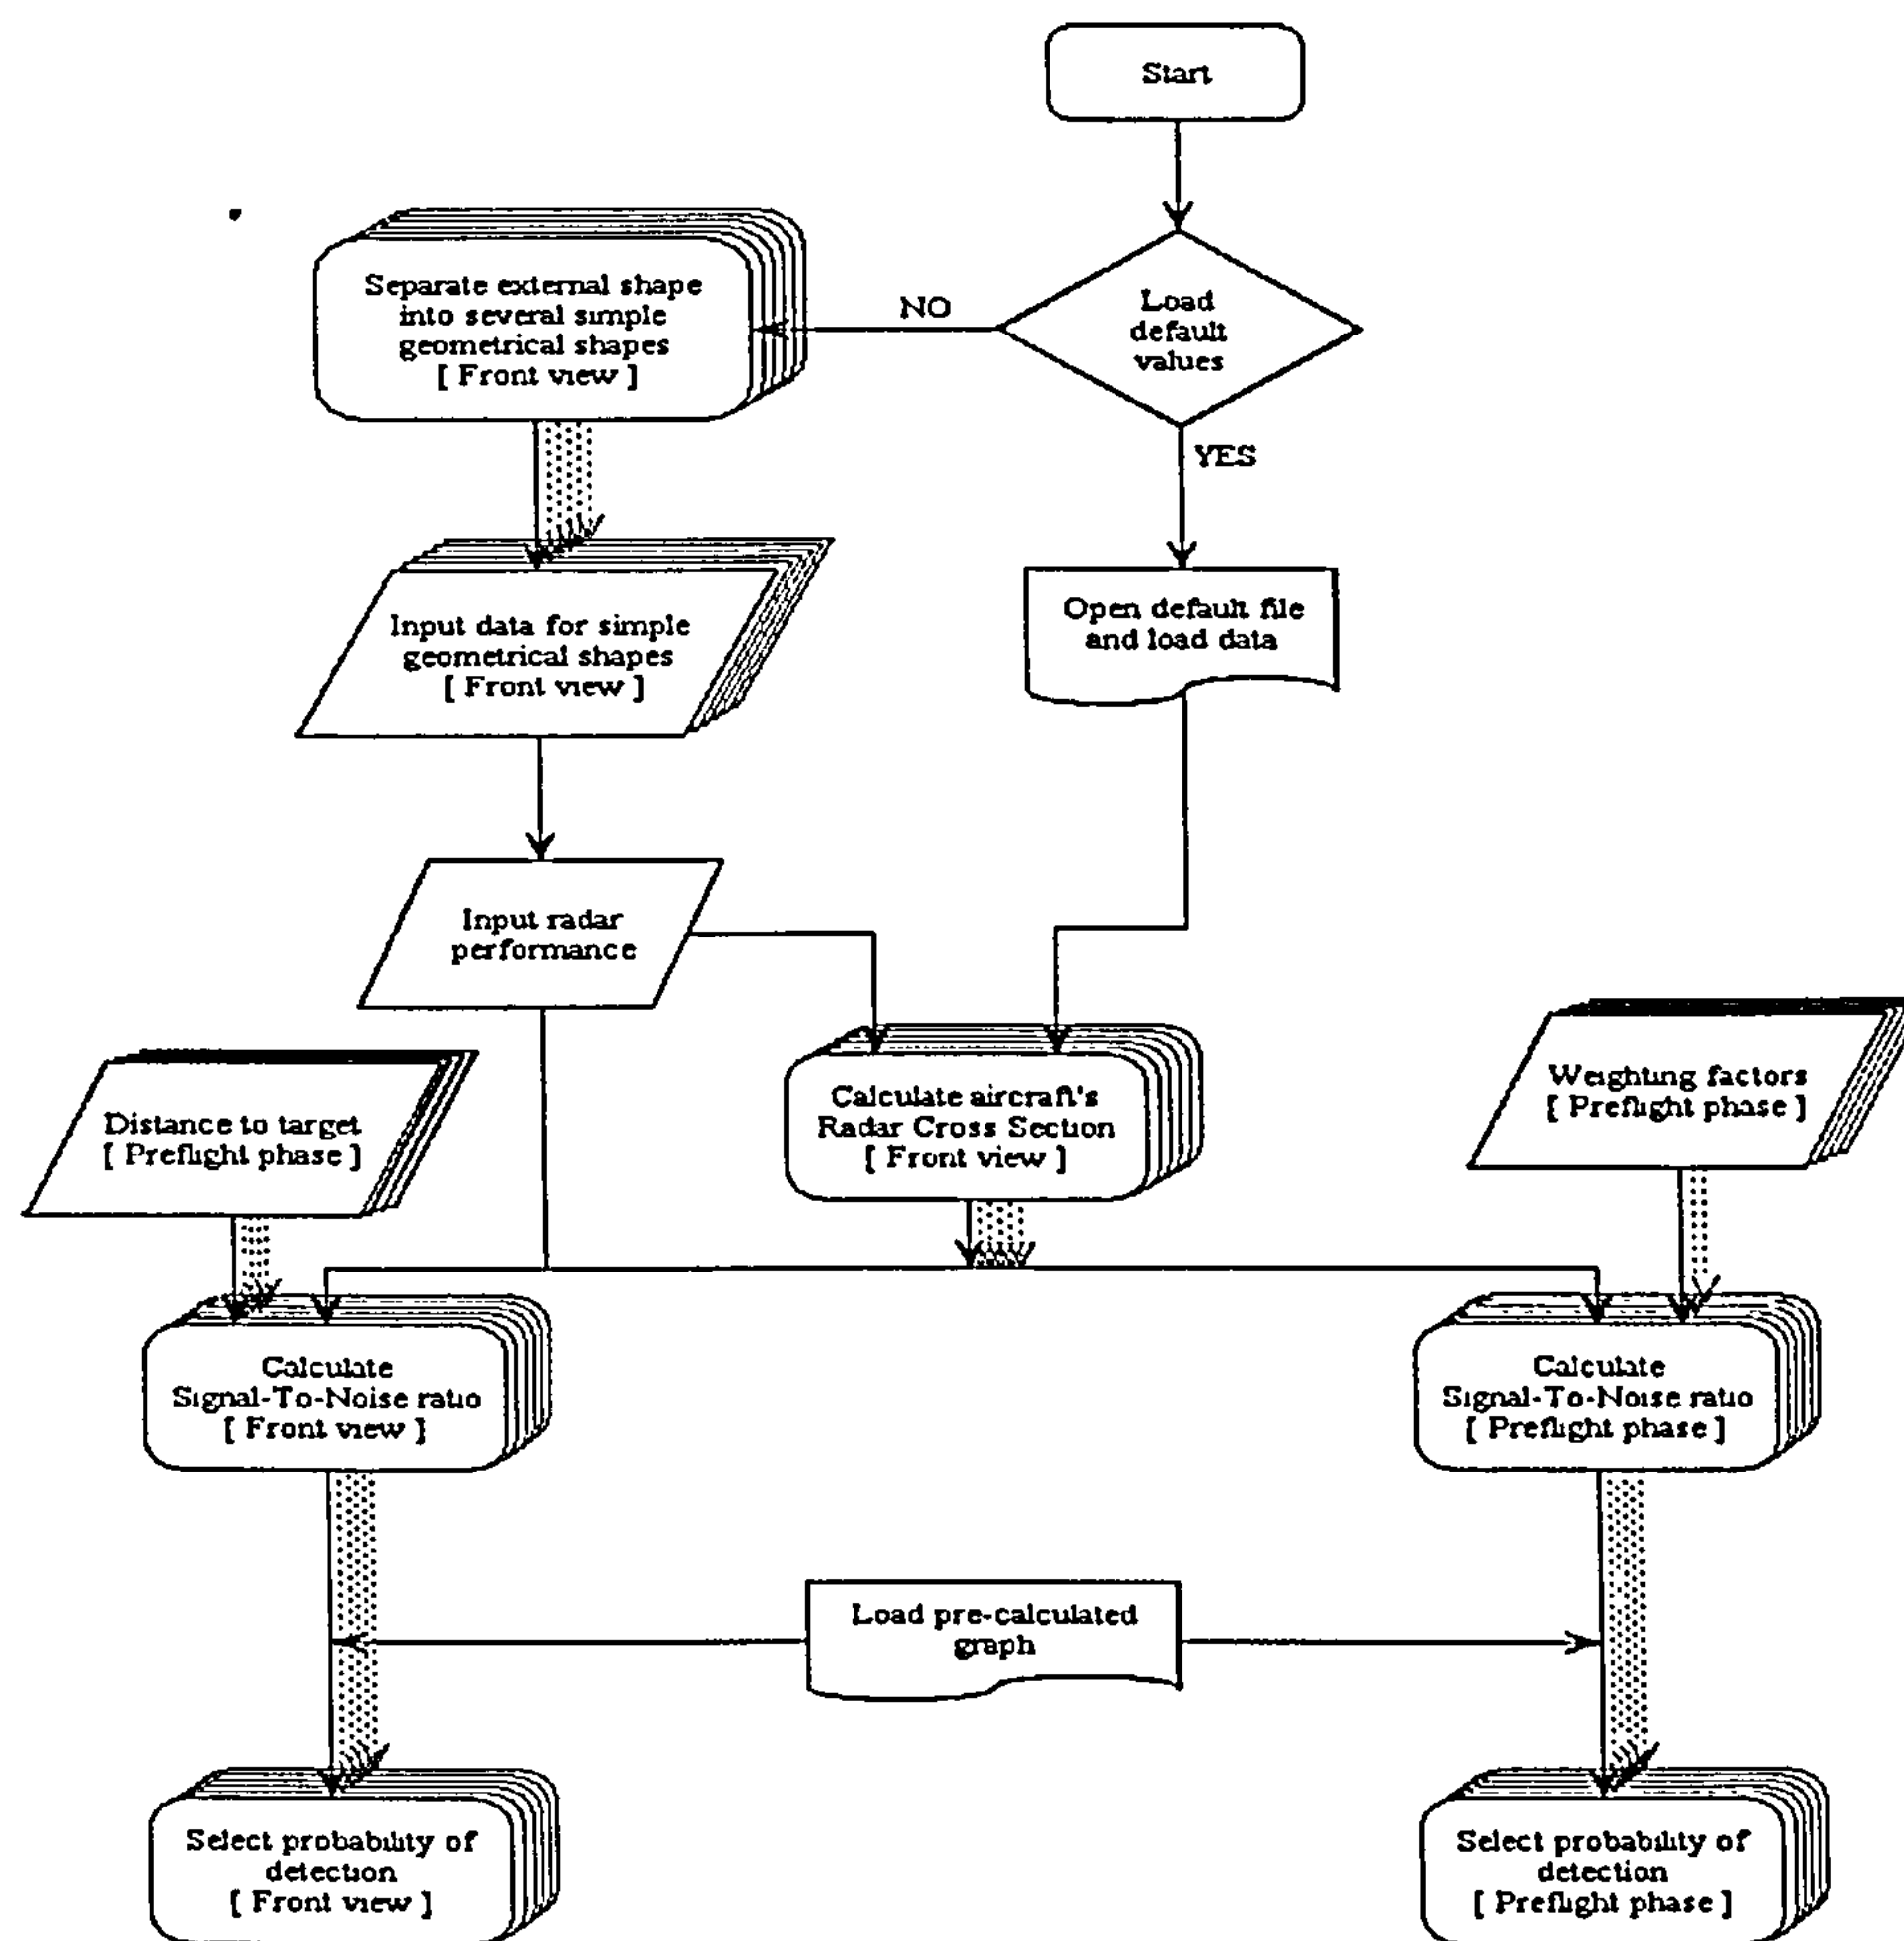 Start
Load
default
values
NO
YES
Separate external shape
into several simple
geometrical shapes
[ Front view ]
Input data for simple
geometrical shapes
[ Front view ]
Open default file
and load data
Input radar
performance
Distance to target
[ Preflight phase ]
Calculate aircraft's
Radar Cross Section
[ Front view ]
Weighting factors
[ Preflight phase ]
Calculate
Signal-To-Noise ratio
[ Front view ]
Calculate
Signal-To-Noise ratio
[ Preflight phase ]
Load pre-calculated
graph
Select probability of
detection
[ Front view ]
Select probability of
detection
[ Preflight phase ]